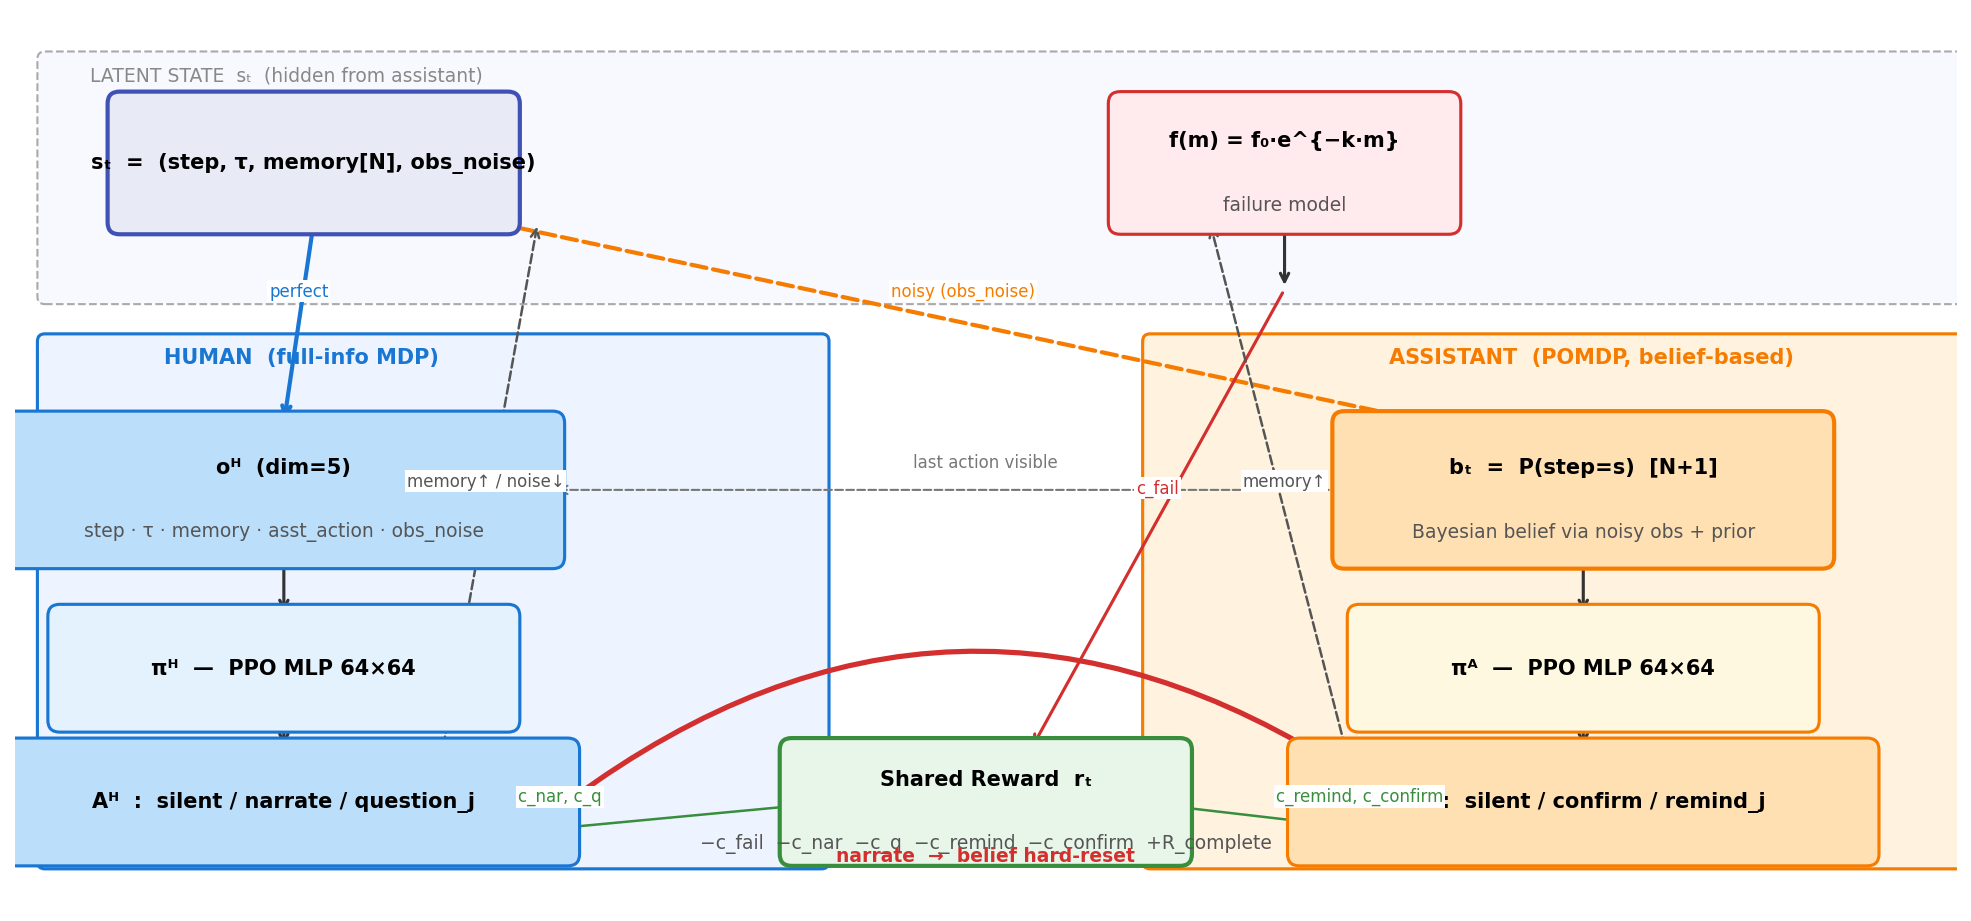 LATENT STATE  sₜ  (hidden from assistant)
f(m) = f₀·e^{−k·m}
sₜ  =  (step, τ, memory[N], obs_noise)
failure model
perfect
noisy (obs_noise)
HUMAN  (full-info MDP)
ASSISTANT  (POMDP, belief-based)
oᴴ  (dim=5)
last action visible
bₜ  =  P(step=s)  [N+1]
memory↑ / noise↓
c_fail
memory↑
step · τ · memory · asst_action · obs_noise
Bayesian belief via noisy obs + prior
πᴴ  —  PPO MLP 64×64
πᴬ  —  PPO MLP 64×64
Shared Reward  rₜ
Aᴴ  :  silent / narrate / question_j
c_nar, c_q
c_remind, c_confirm
:  silent / confirm / remind_j
−c_fail  −c_nar  −c_q  −c_remind  −c_confirm  +R_complete
narrate  →  belief hard-reset